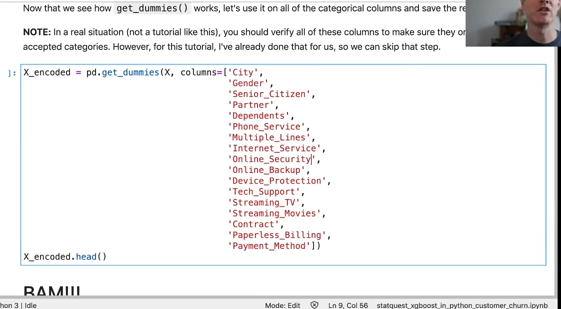 Now that we see how get_dummies() works, let's use it on all of the categorical columns and save the re
NOTE: In a real situation (not a tutorial like this), you should verify all of these columns to make sure they or
accepted categories. However, for this tutorial, I've already done that for us, so we can skip that step.
]: X_encoded = pd.get_dummies(X, columns=['City',
'Gender',
'Senior_Citizen',
'Partner',
'Dependents',
'Phone_Service',
'Multiple_Lines',
'Internet_Service',
'Online_Security',
'Online_Backup',
'Device_Protection',
'Tech_Support',
'Streaming_TV',
'Streaming_Movies',
'Contract',
'Paperless_Billing',
'Payment_Method'])
X_encoded.head()
BAM!!!
hon 3 | Idle Mode: Edit Ln 9, Col 56 statquest_xgboost_in_python_customer_churn.ipynb